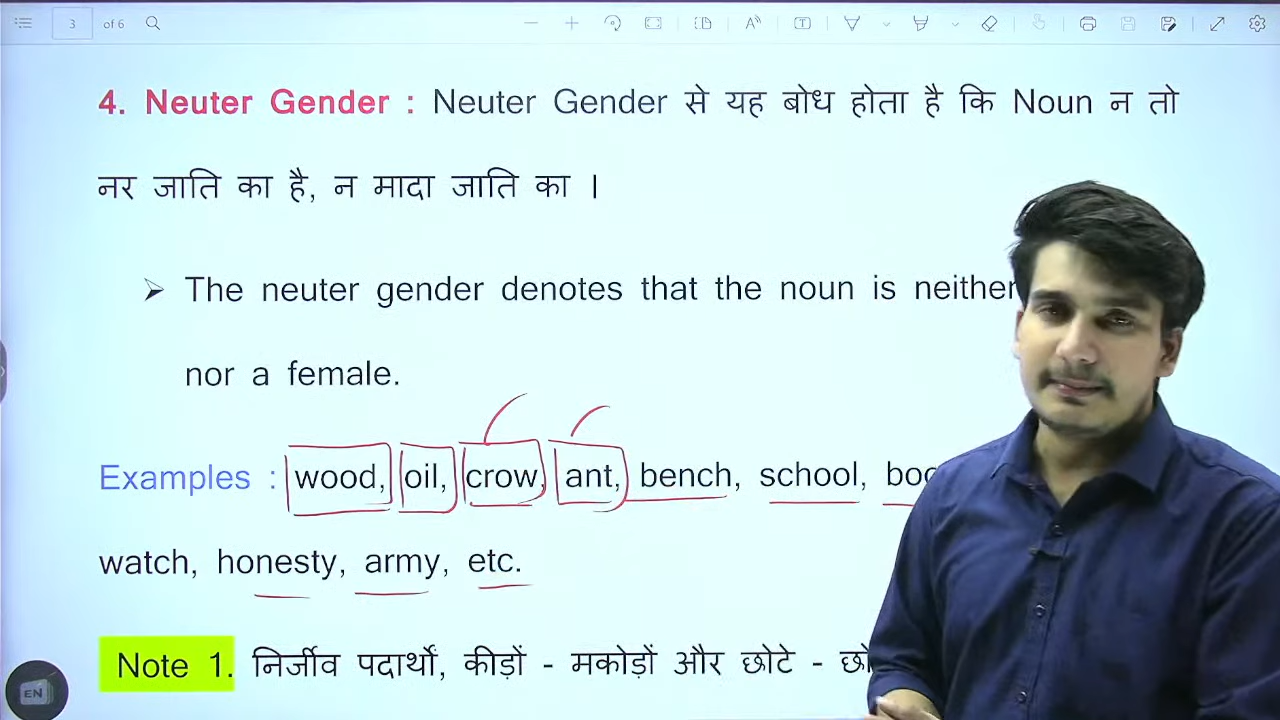 3 of 6
4. Neuter Gender : Neuter Gender से यह बोध होता है कि Noun न तो
नर जाति का है, न मादा जाति का ।
➢ The neuter gender denotes that the noun is neither
nor a female.
Examples : wood, oil, crow, ant, bench, school,
watch, honesty, army, etc.
Note 1. निर्जीव पदार्थों, कीड़ों - मकोड़ों और छोटे -
EN